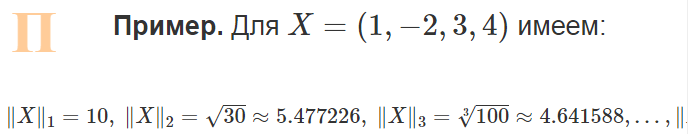 П
Пример. Для X = (1, −2, 3, 4) имеем:
‖X‖₁ = 10, ‖X‖₂ = √30 ≈ 5.477226, ‖X‖₃ = ∛100 ≈ 4.641588, . . . , ‖